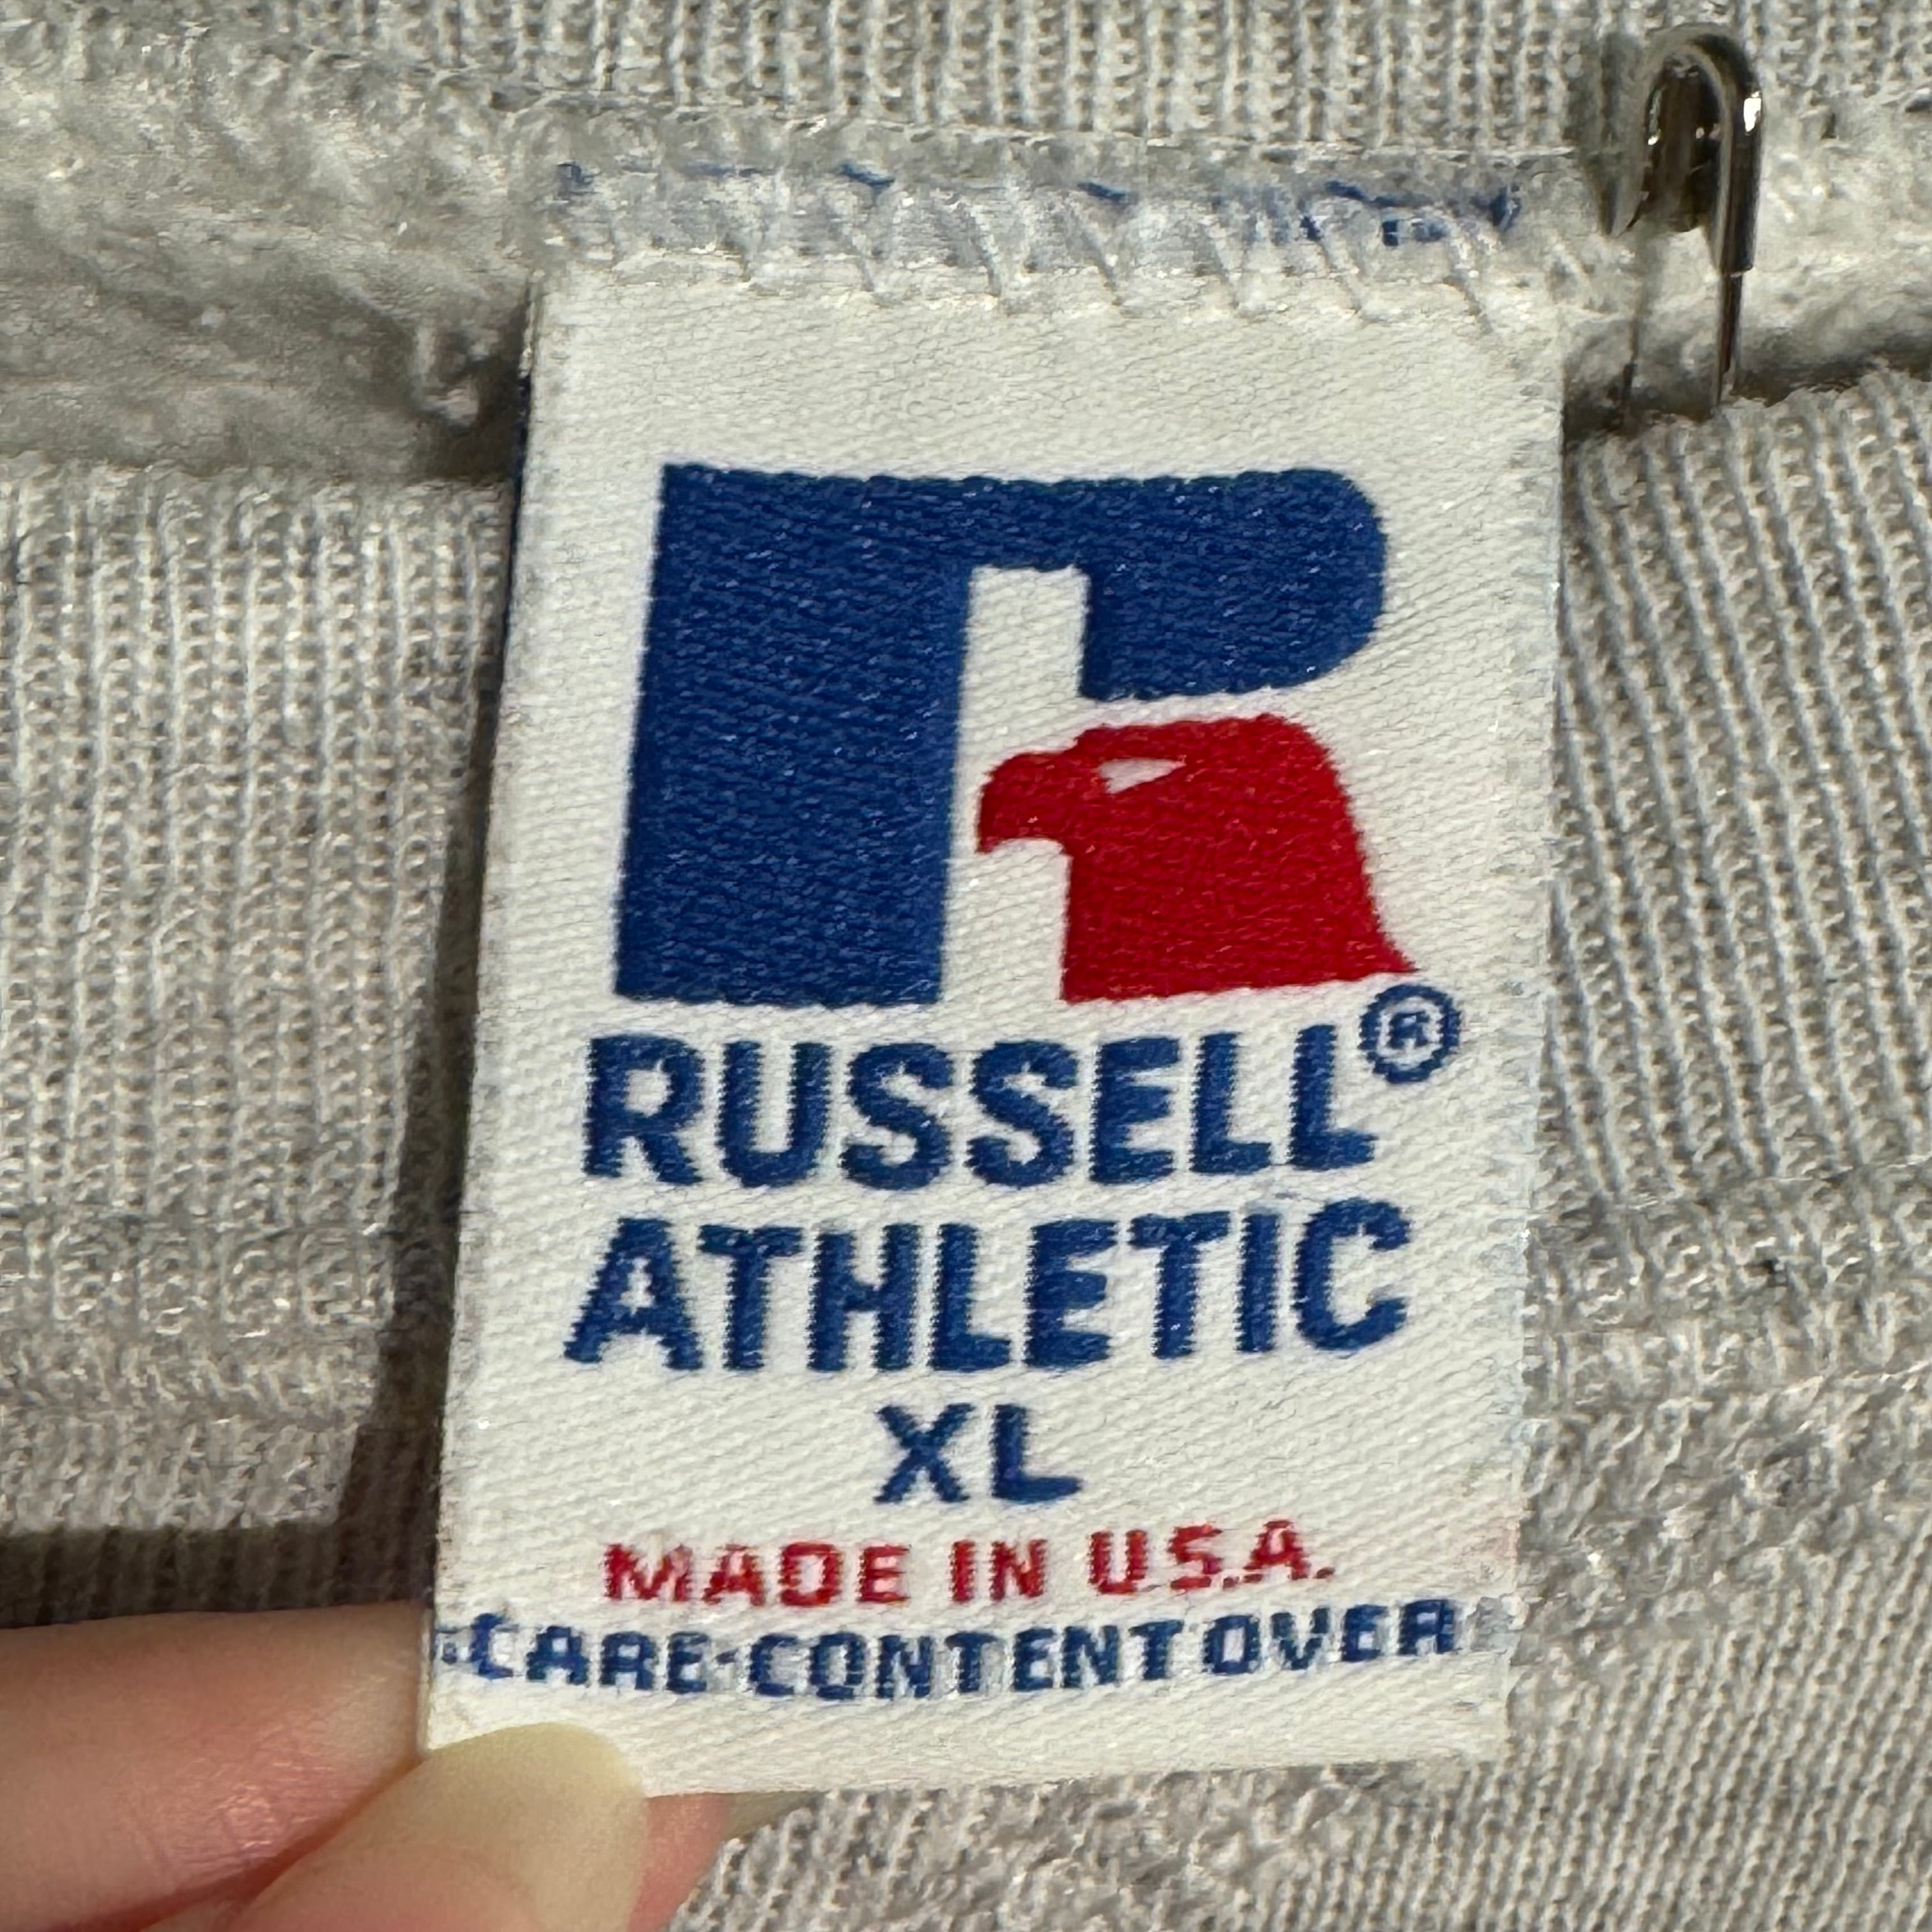 RUSSELL®
ATHLETIC
XL
MADE IN U.S.A.
CARE·CONTENT OVER